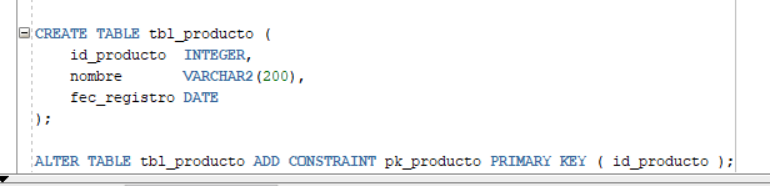 CREATE TABLE tbl_producto (
    id_producto  INTEGER,
    nombre       VARCHAR2(200),
    fec_registro DATE
);
ALTER TABLE tbl_producto ADD CONSTRAINT pk_producto PRIMARY KEY ( id_producto );